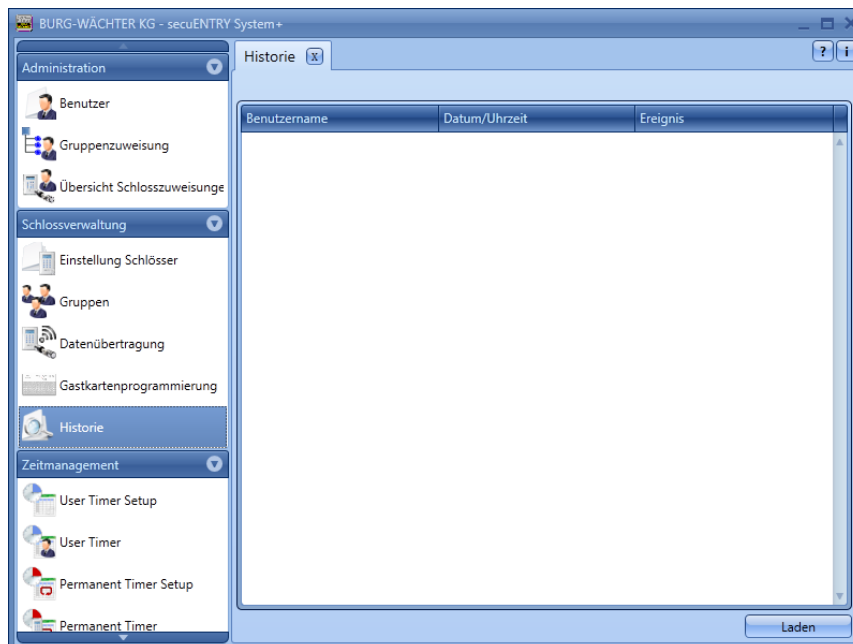 BURG-WÄCHTER KG - secuENTRY System+
Administration
Benutzer
Gruppenzuweisung
Übersicht Schlosszuweisunge
Schlossverwaltung
Einstellung Schlösser
Gruppen
Datenübertragung
Gastkartenprogrammierung
Historie
Zeitmanagement
User Timer Setup
User Timer
Permanent Timer Setup
Permanent Timer
Historie X
? i
Benutzername Datum/Uhrzeit Ereignis
Laden